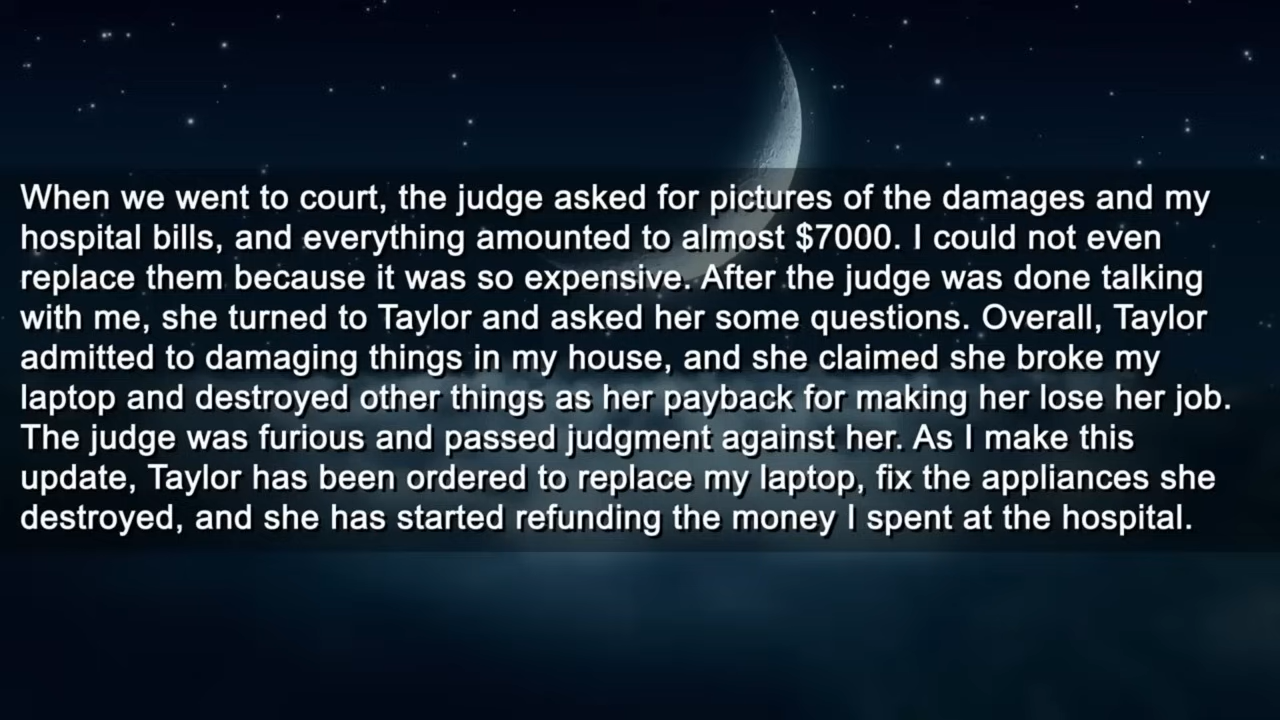 When we went to court, the judge asked for pictures of the damages and my
hospital bills, and everything amounted to almost $7000. I could not even
replace them because it was so expensive. After the judge was done talking
with me, she turned to Taylor and asked her some questions. Overall, Taylor
admitted to damaging things in my house, and she claimed she broke my
laptop and destroyed other things as her payback for making her lose her job.
The judge was furious and passed judgment against her. As I make this
update, Taylor has been ordered to replace my laptop, fix the appliances she
destroyed, and she has started refunding the money I spent at the hospital.